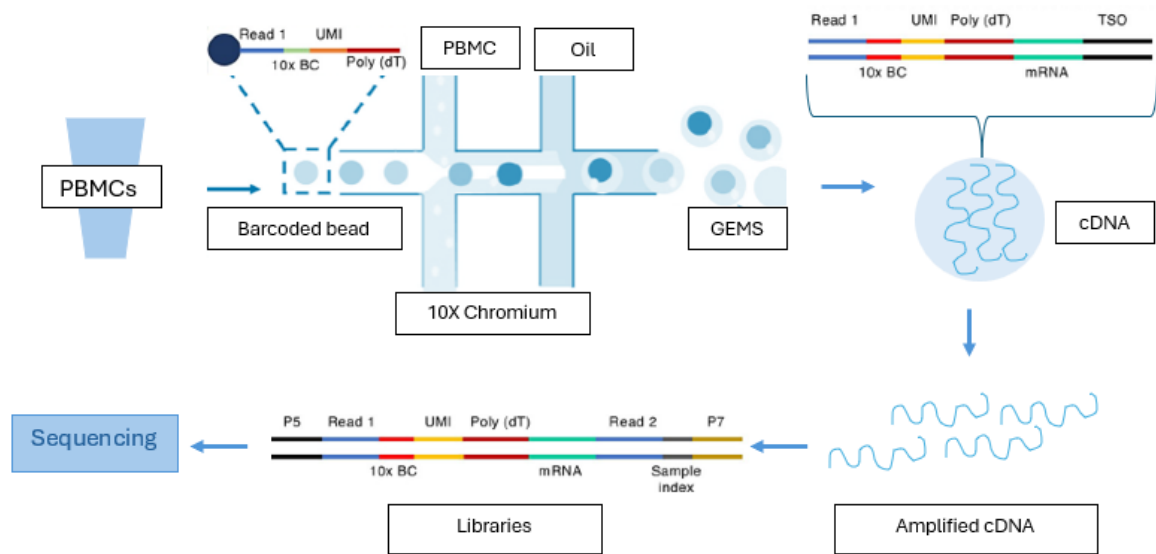 Read 1 UMI
10x BC Poly (dT)
PBMC
Oil
Read 1 UMI Poly (dT) TSO
10x BC mRNA
PBMCs
Barcoded bead
GEMS
cDNA
10X Chromium
Sequencing
P5 Read 1 UMI Poly (dT) Read 2 P7
10x BC mRNA Sample
index
Libraries
Amplified cDNA